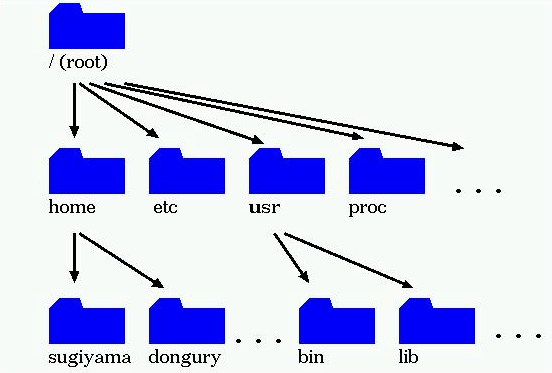 / (root)
home etc usr proc . . .
sugiyama dongury . . . bin lib . . .